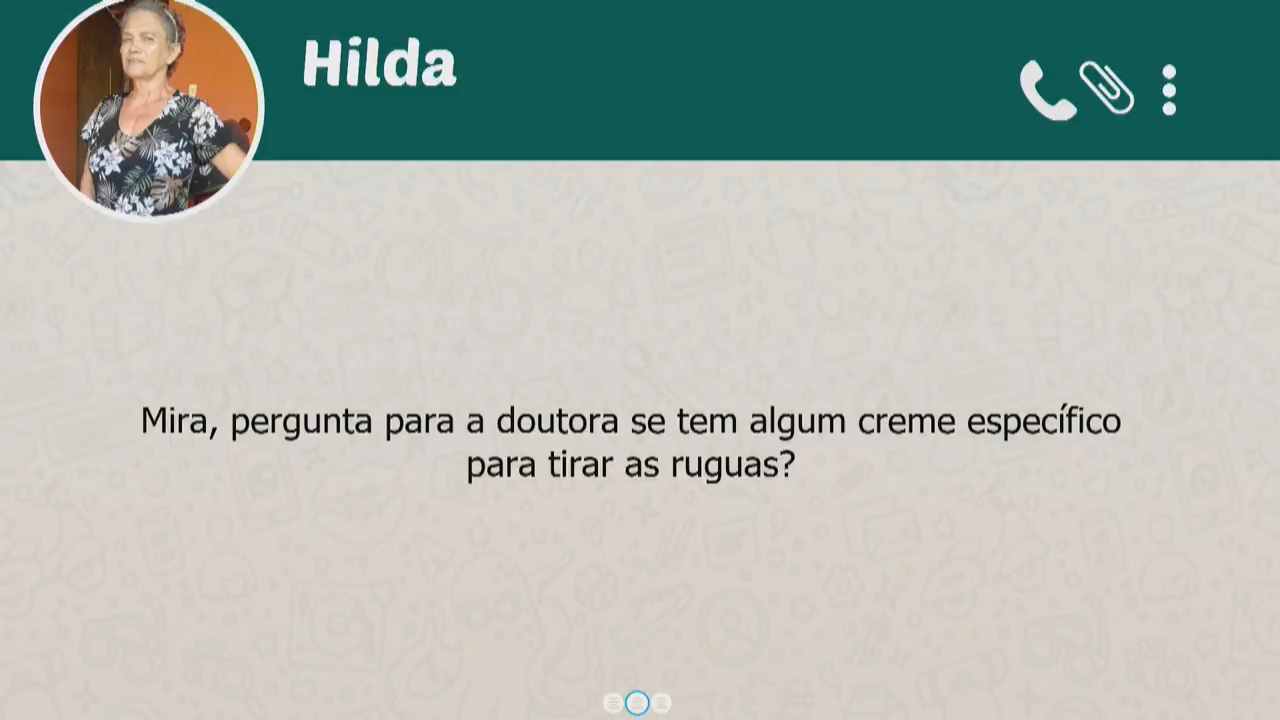 Hilda
Mira, pergunta para a doutora se tem algum creme específico
para tirar as ruguas?